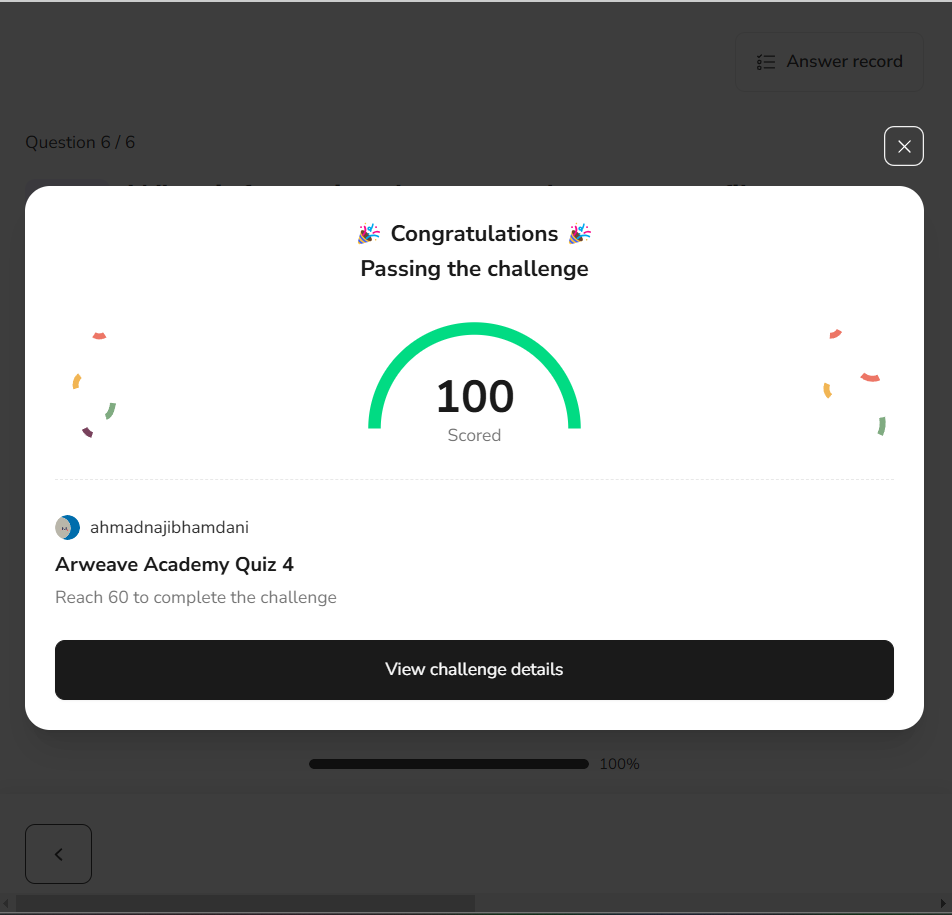 Answer record
Question 6 / 6
Congratulations
Passing the challenge
100
Scored
ahmadnajibhamdani
Arweave Academy Quiz 4
Reach 60 to complete the challenge
View challenge details
100%